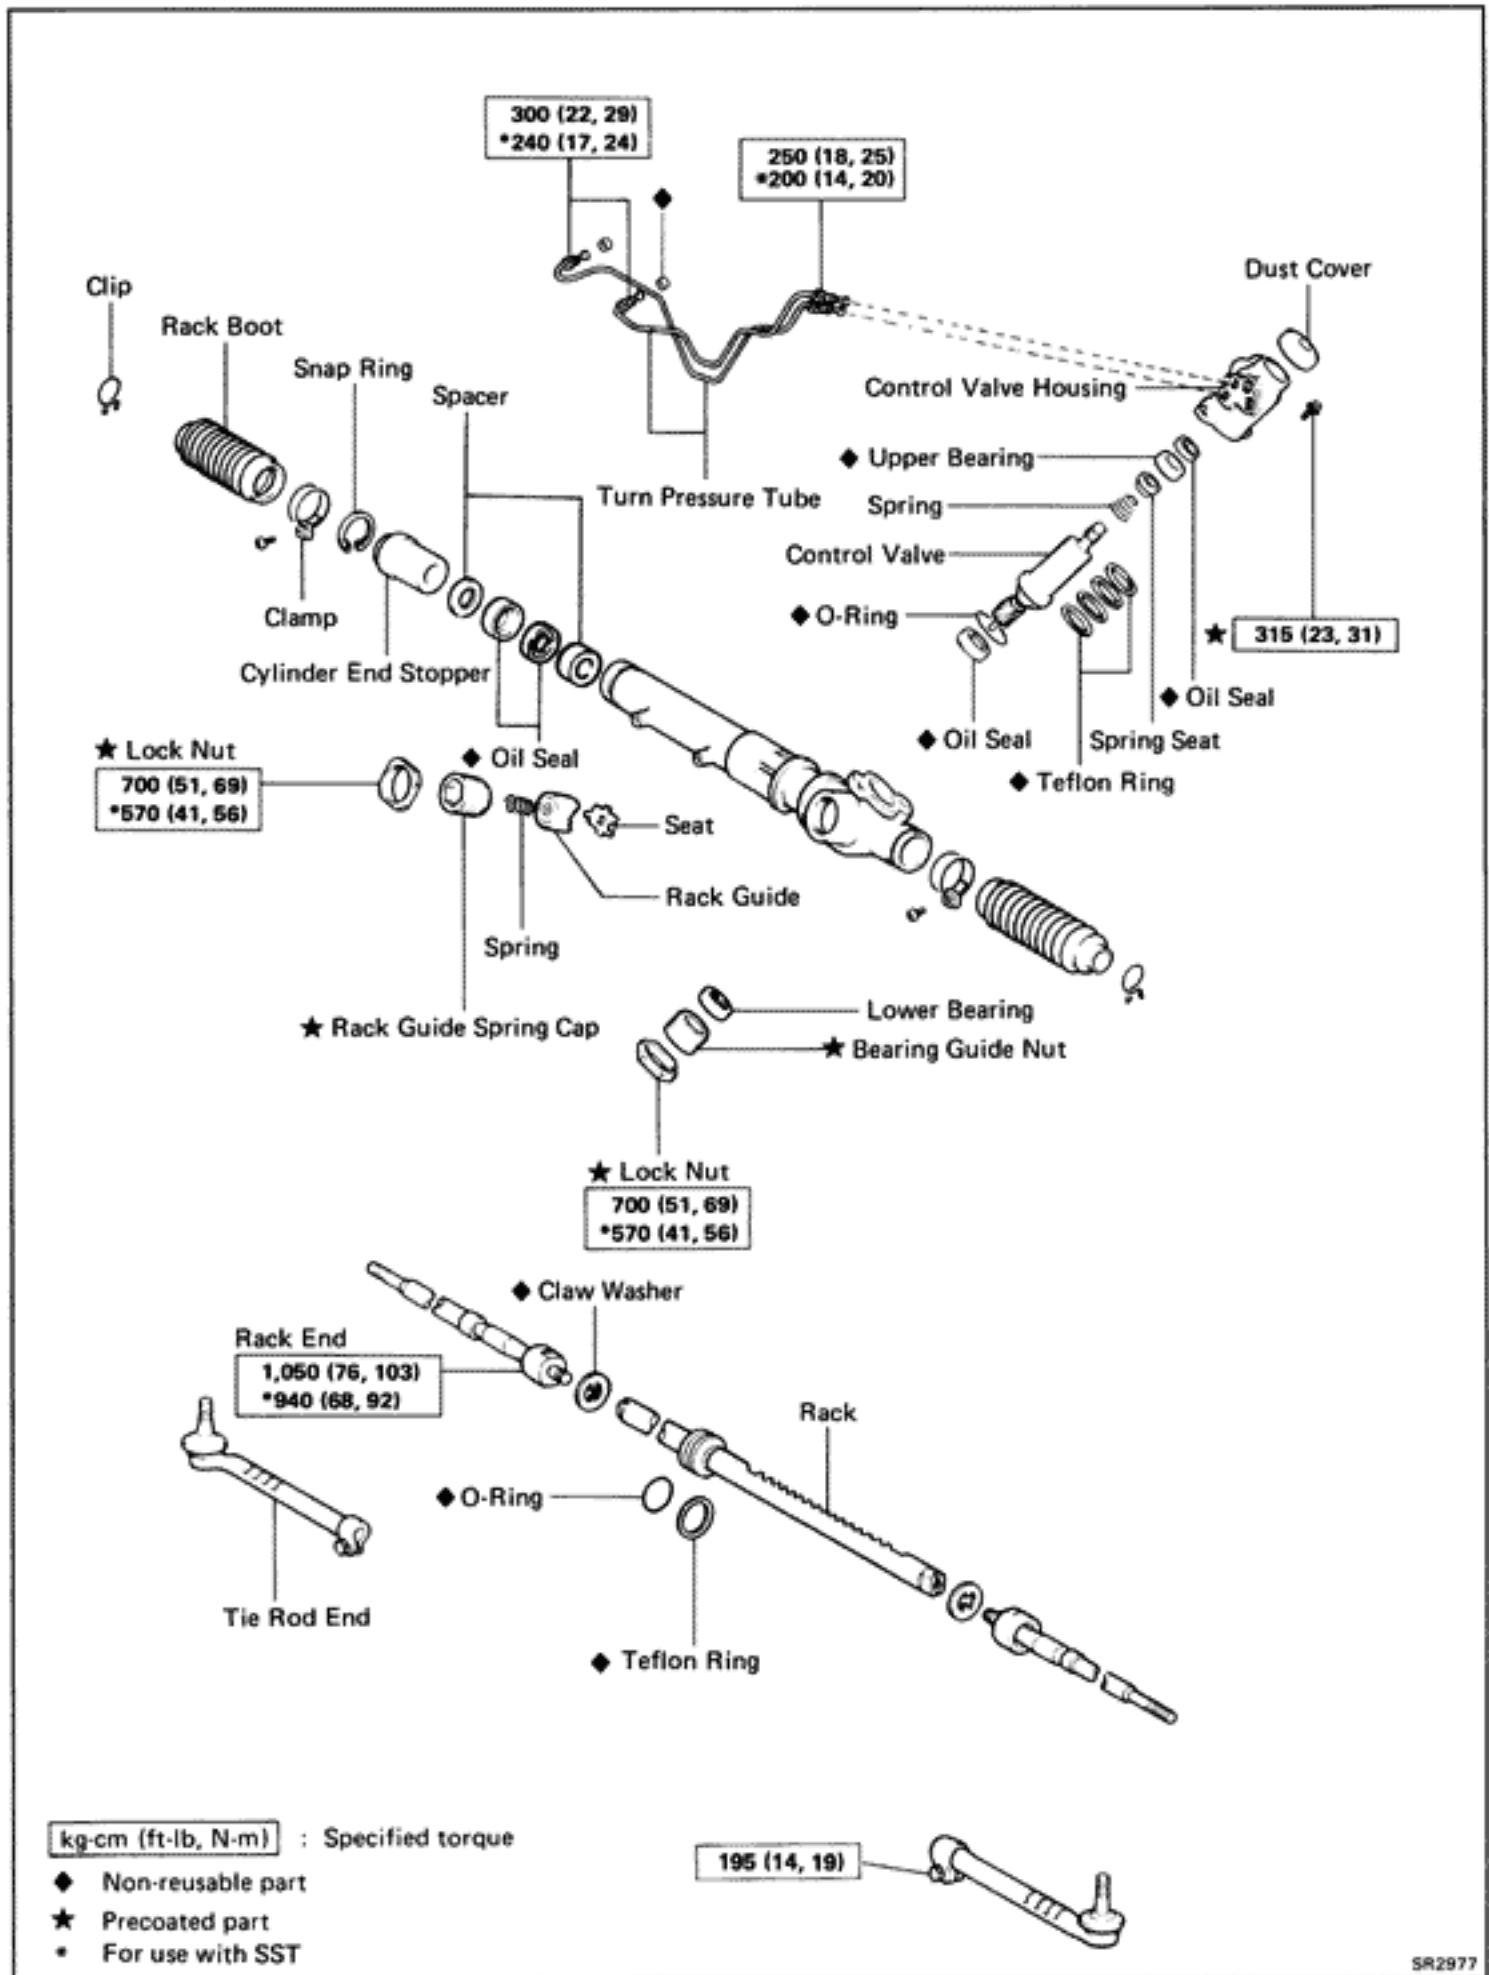 300 (22, 29)
*240 (17, 24)
◆
250 (18, 25)
*200 (14, 20)
Dust Cover
Clip
Rack Boot
Snap Ring
Spacer
Control Valve Housing
◆ Upper Bearing
Turn Pressure Tube
Spring
Control Valve
Clamp
◆ O-Ring
★ 315 (23, 31)
Cylinder End Stopper
◆ Oil Seal
◆ Oil Seal
Spring Seat
★ Lock Nut
700 (51, 69)
*570 (41, 56)
◆ Oil Seal
◆ Teflon Ring
Seat
Rack Guide
Spring
★ Rack Guide Spring Cap
Lower Bearing
★ Bearing Guide Nut
★ Lock Nut
700 (51, 69)
*570 (41, 56)
◆ Claw Washer
Rack End
1,050 (76, 103)
*940 (68, 92)
Rack
◆ O-Ring
Tie Rod End
◆ Teflon Ring
kg-cm (ft-lb, N-m) : Specified torque
◆ Non-reusable part
★ Precoated part
• For use with SST
195 (14, 19)
SR2977